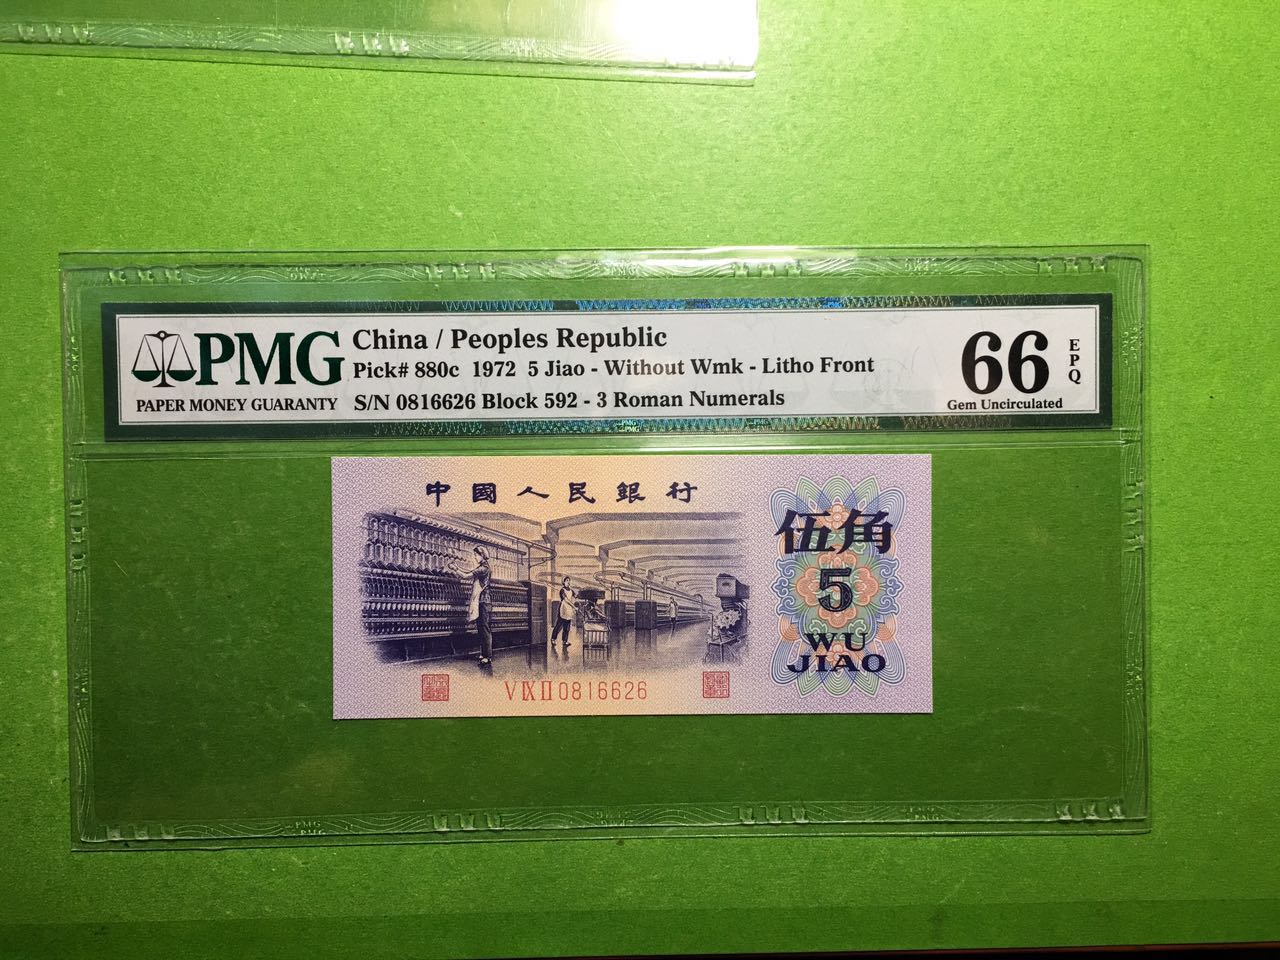 PMG
PAPER MONEY GUARANTY
China / Peoples Republic
Pick# 880c 1972 5 Jiao - Without Wmk - Litho Front
S/N 0816626 Block 592 - 3 Roman Numerals
66
EPQ
Gem Uncirculated
中國人民銀行
伍角
5
WU
JIAO
V IX II 0816626